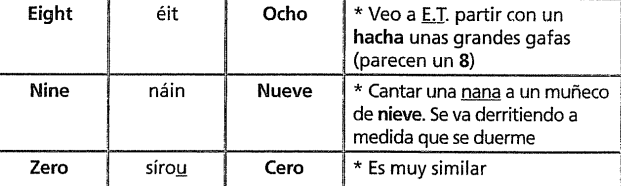 Eight éit Ocho * Veo a E.T. partir con un
hacha unas grandes gafas
(parecen un 8)
Nine náin Nueve * Cantar una nana a un muñeco
de nieve. Se va derritiendo a
medida que se duerme
Zero sírou Cero * Es muy similar